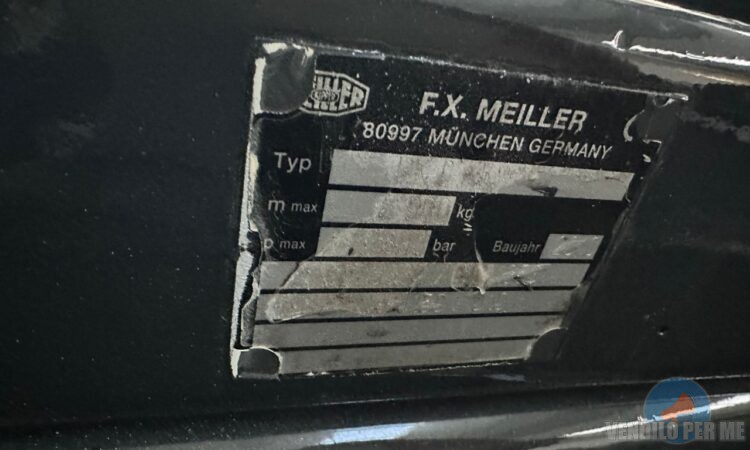 MEILLER
F.X. MEILLER
80997 MÜNCHEN GERMANY
Typ
m max kg
p max bar Baujahr
VENDILO PER ME